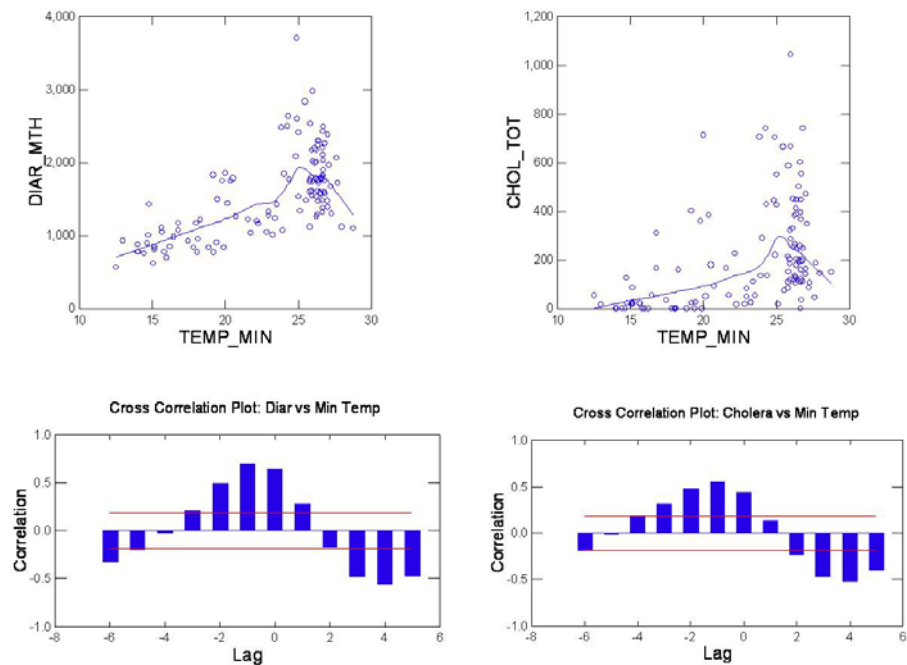 4,000
3,000
2,000
1,000
0
DIAR_MTH
10 15 20 25 30
TEMP_MIN
1,200
1,000
800
600
400
200
0
CHOL_TOT
10 15 20 25 30
TEMP_MIN
Cross Correlation Plot: Diar vs Min Temp
1.0
0.5
0.0
-0.5
-1.0
Correlation
-8 -6 -4 -2 0 2 4 6
Lag
Cross Correlation Plot: Cholera vs Min Temp
1.0
0.5
0.0
-0.5
-1.0
Correlation
-8 -6 -4 -2 0 2 4 6
Lag